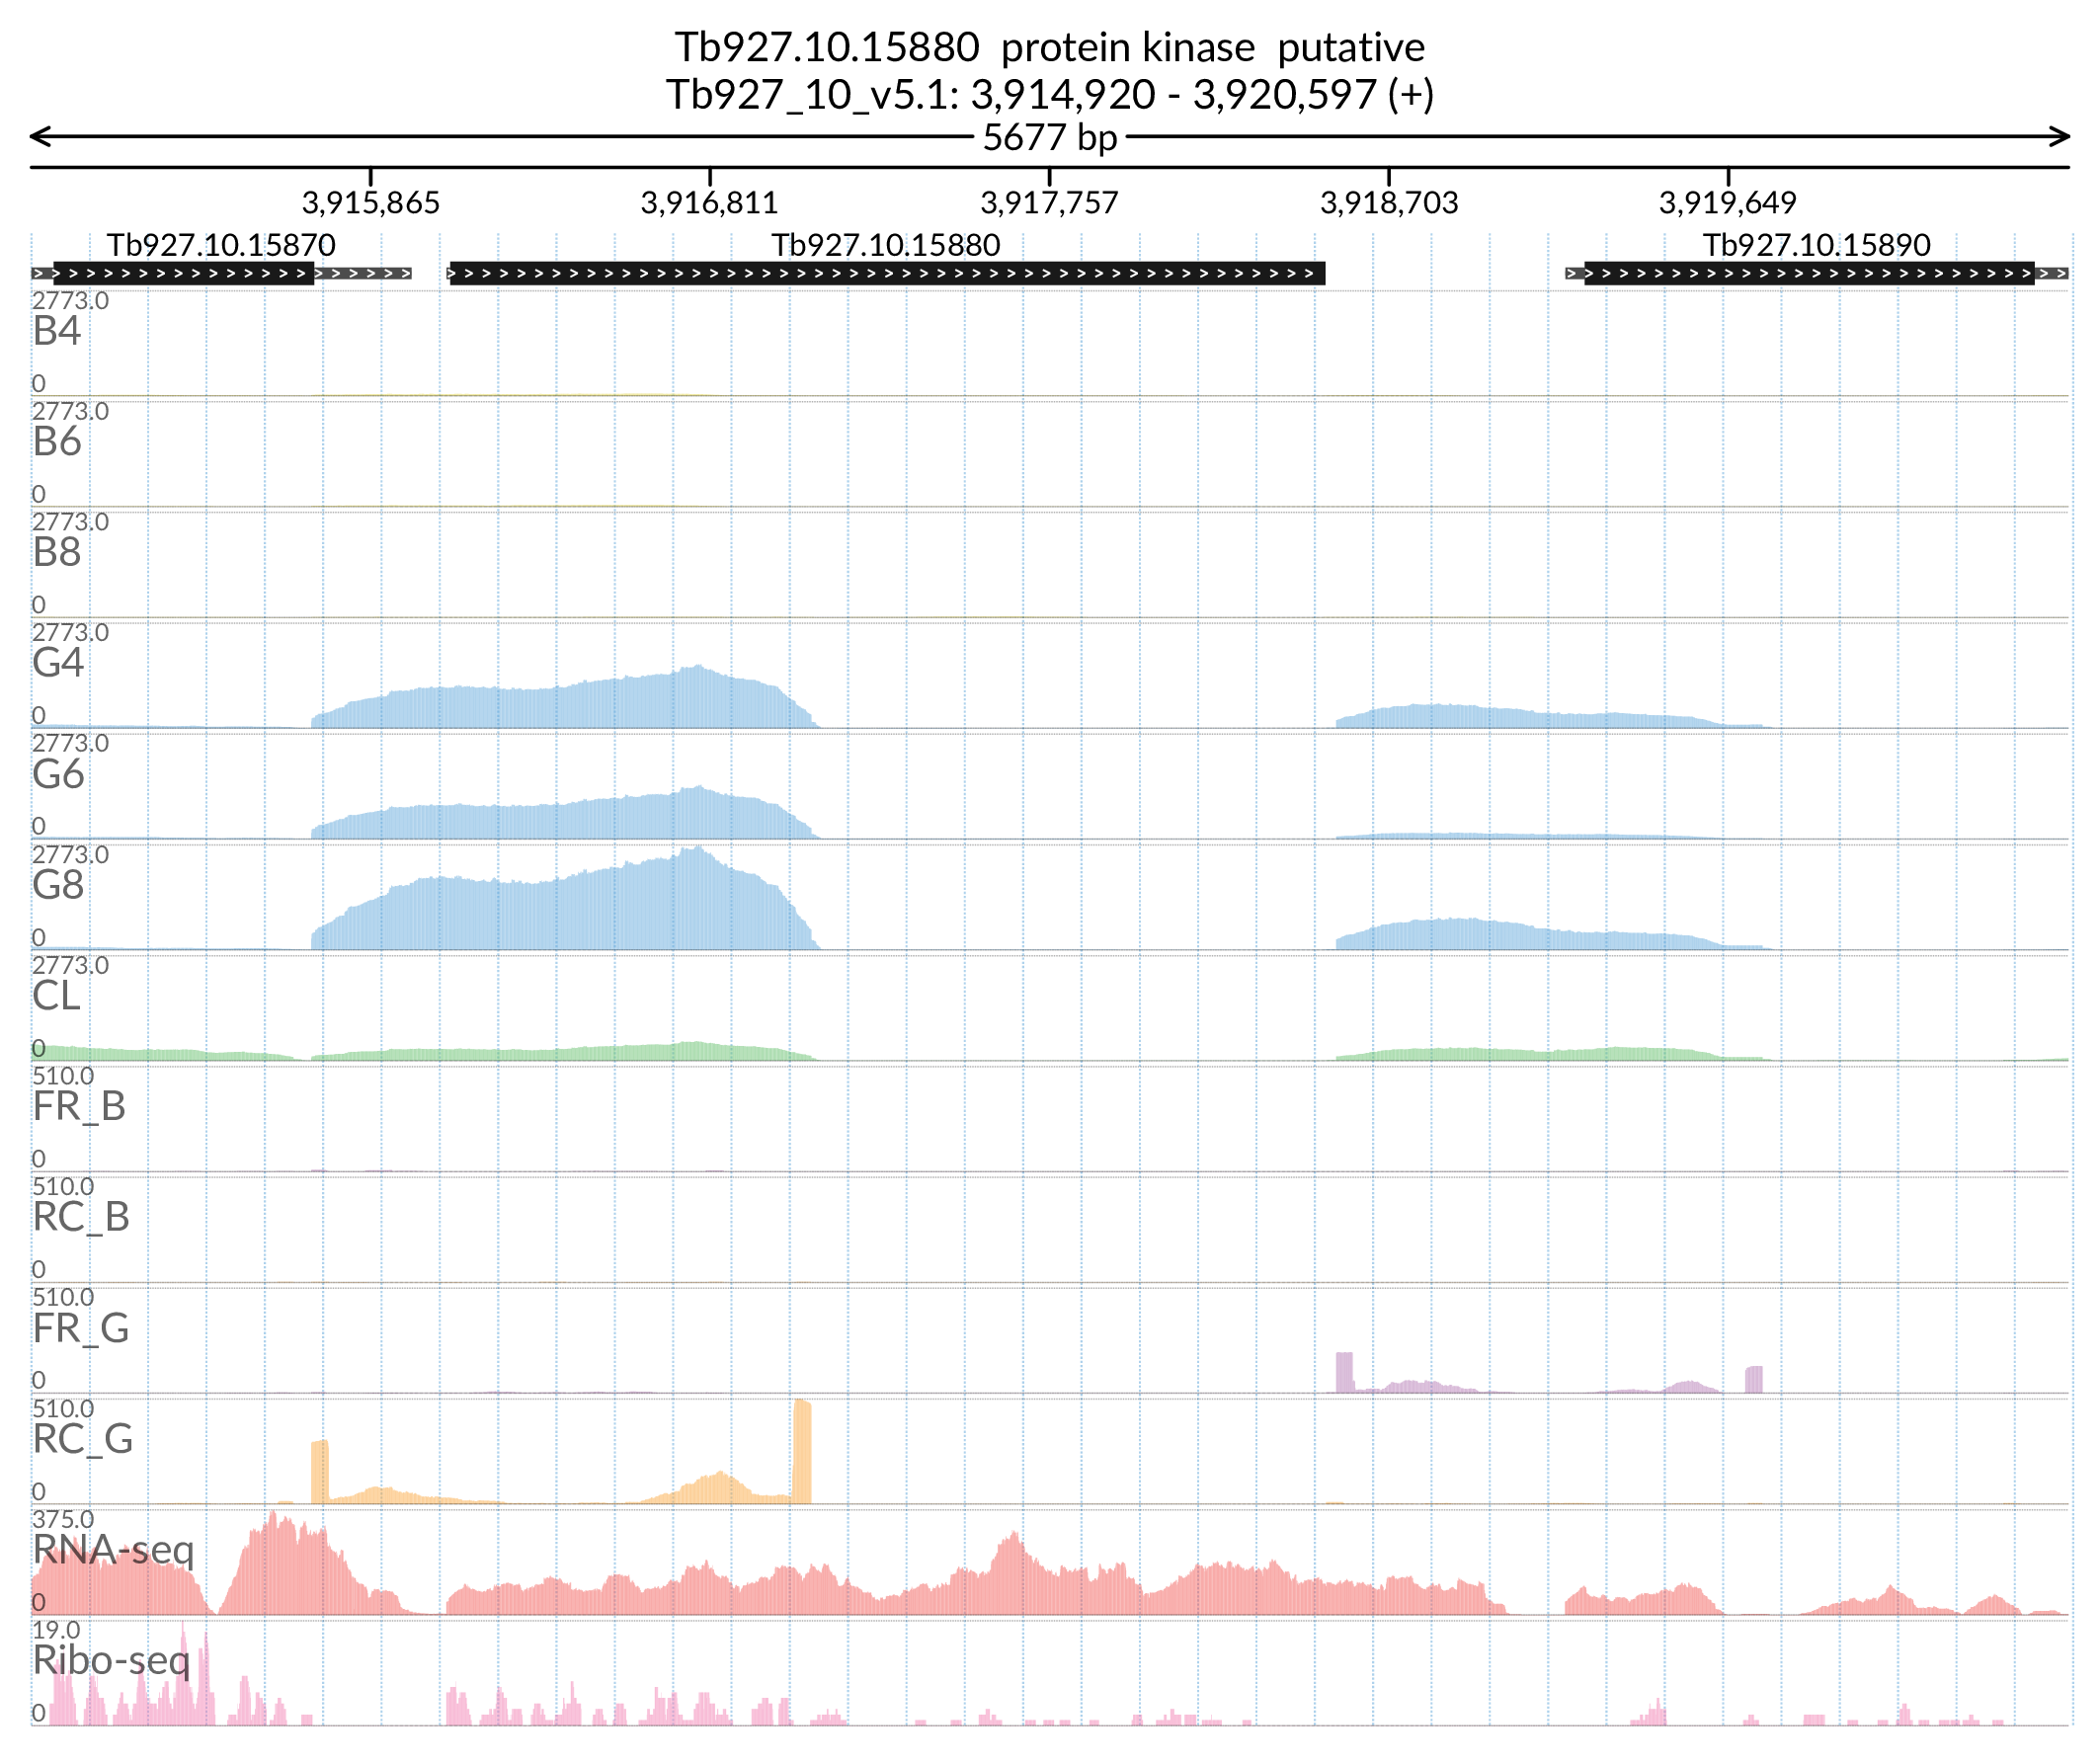 Tb927.10.15880 protein kinase putative
Tb927_10_v5.1: 3,914,920 - 3,920,597 (+)
5677 bp
3,915,865 3,916,811 3,917,757 3,918,703 3,919,649
Tb927.10.15870 Tb927.10.15880 Tb927.10.15890
2773.0
B4
0
2773.0
B6
0
2773.0
B8
0
2773.0
G4
0
2773.0
G6
0
2773.0
G8
0
2773.0
CL
0
510.0
FR_B
0
510.0
RC_B
0
510.0
FR_G
0
510.0
RC_G
0
375.0
RNA-seq
0
19.0
Ribo-seq
0